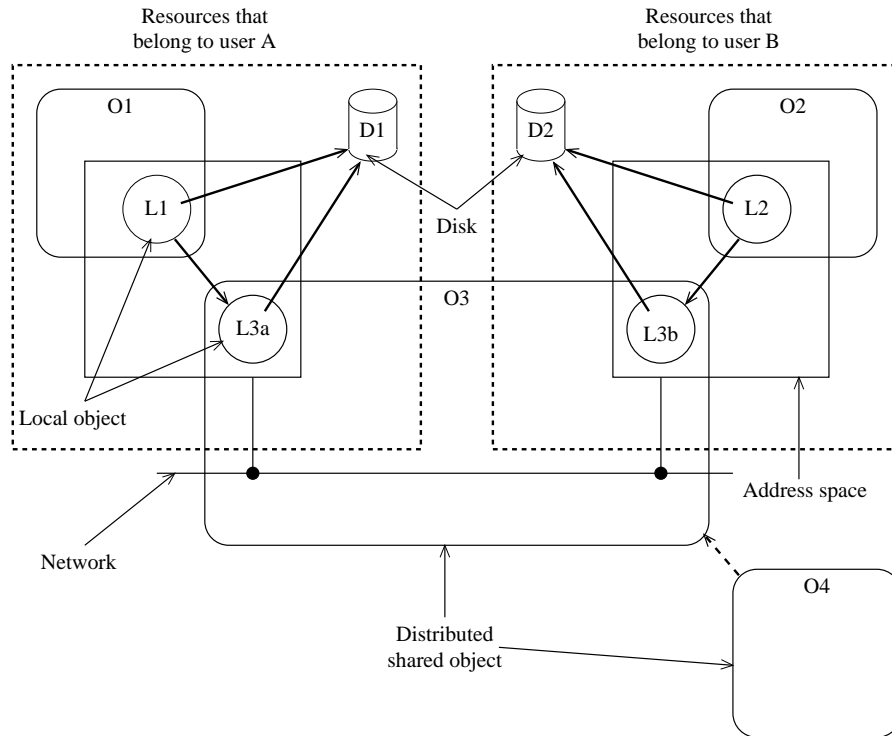 Resources that
belong to user A
Resources that
belong to user B
O1
D1
D2
O2
L1
L2
Disk
O3
L3a
L3b
Local object
Address space
Network
O4
Distributed
shared object